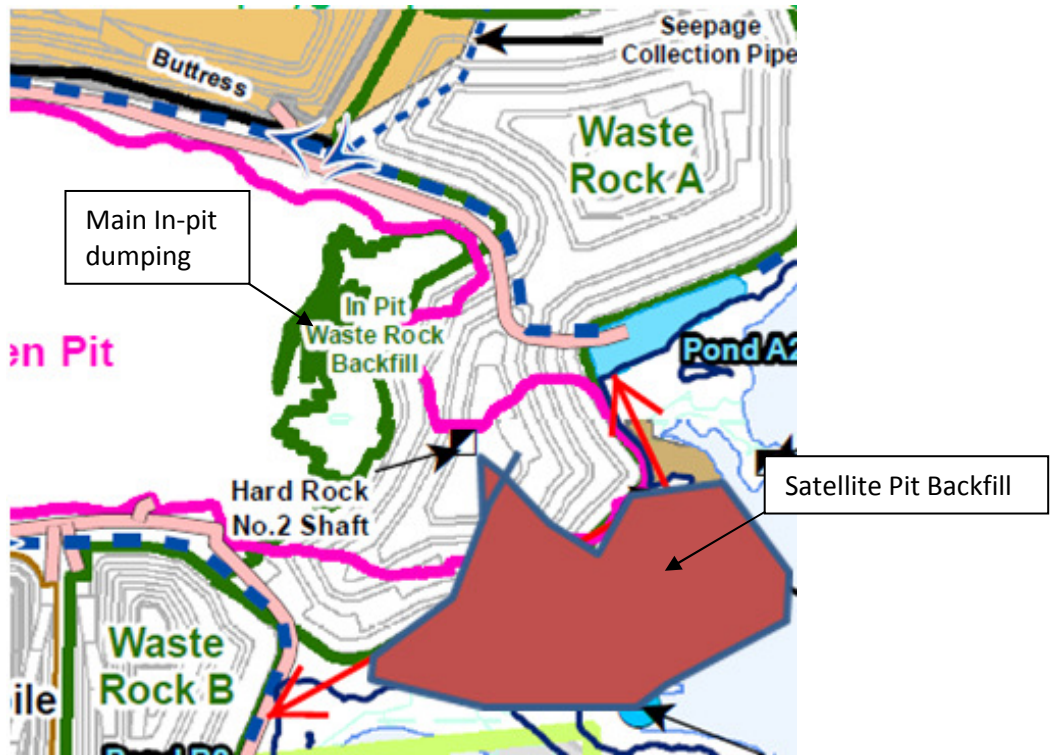 Seepage
Collection Pipe
Buttress
Waste
Rock A
Main In-pit
dumping
In Pit
Waste Rock
Backfill
en Pit
Pond A2
Hard Rock
No.2 Shaft
Satellite Pit Backfill
Waste
Rock B
ile